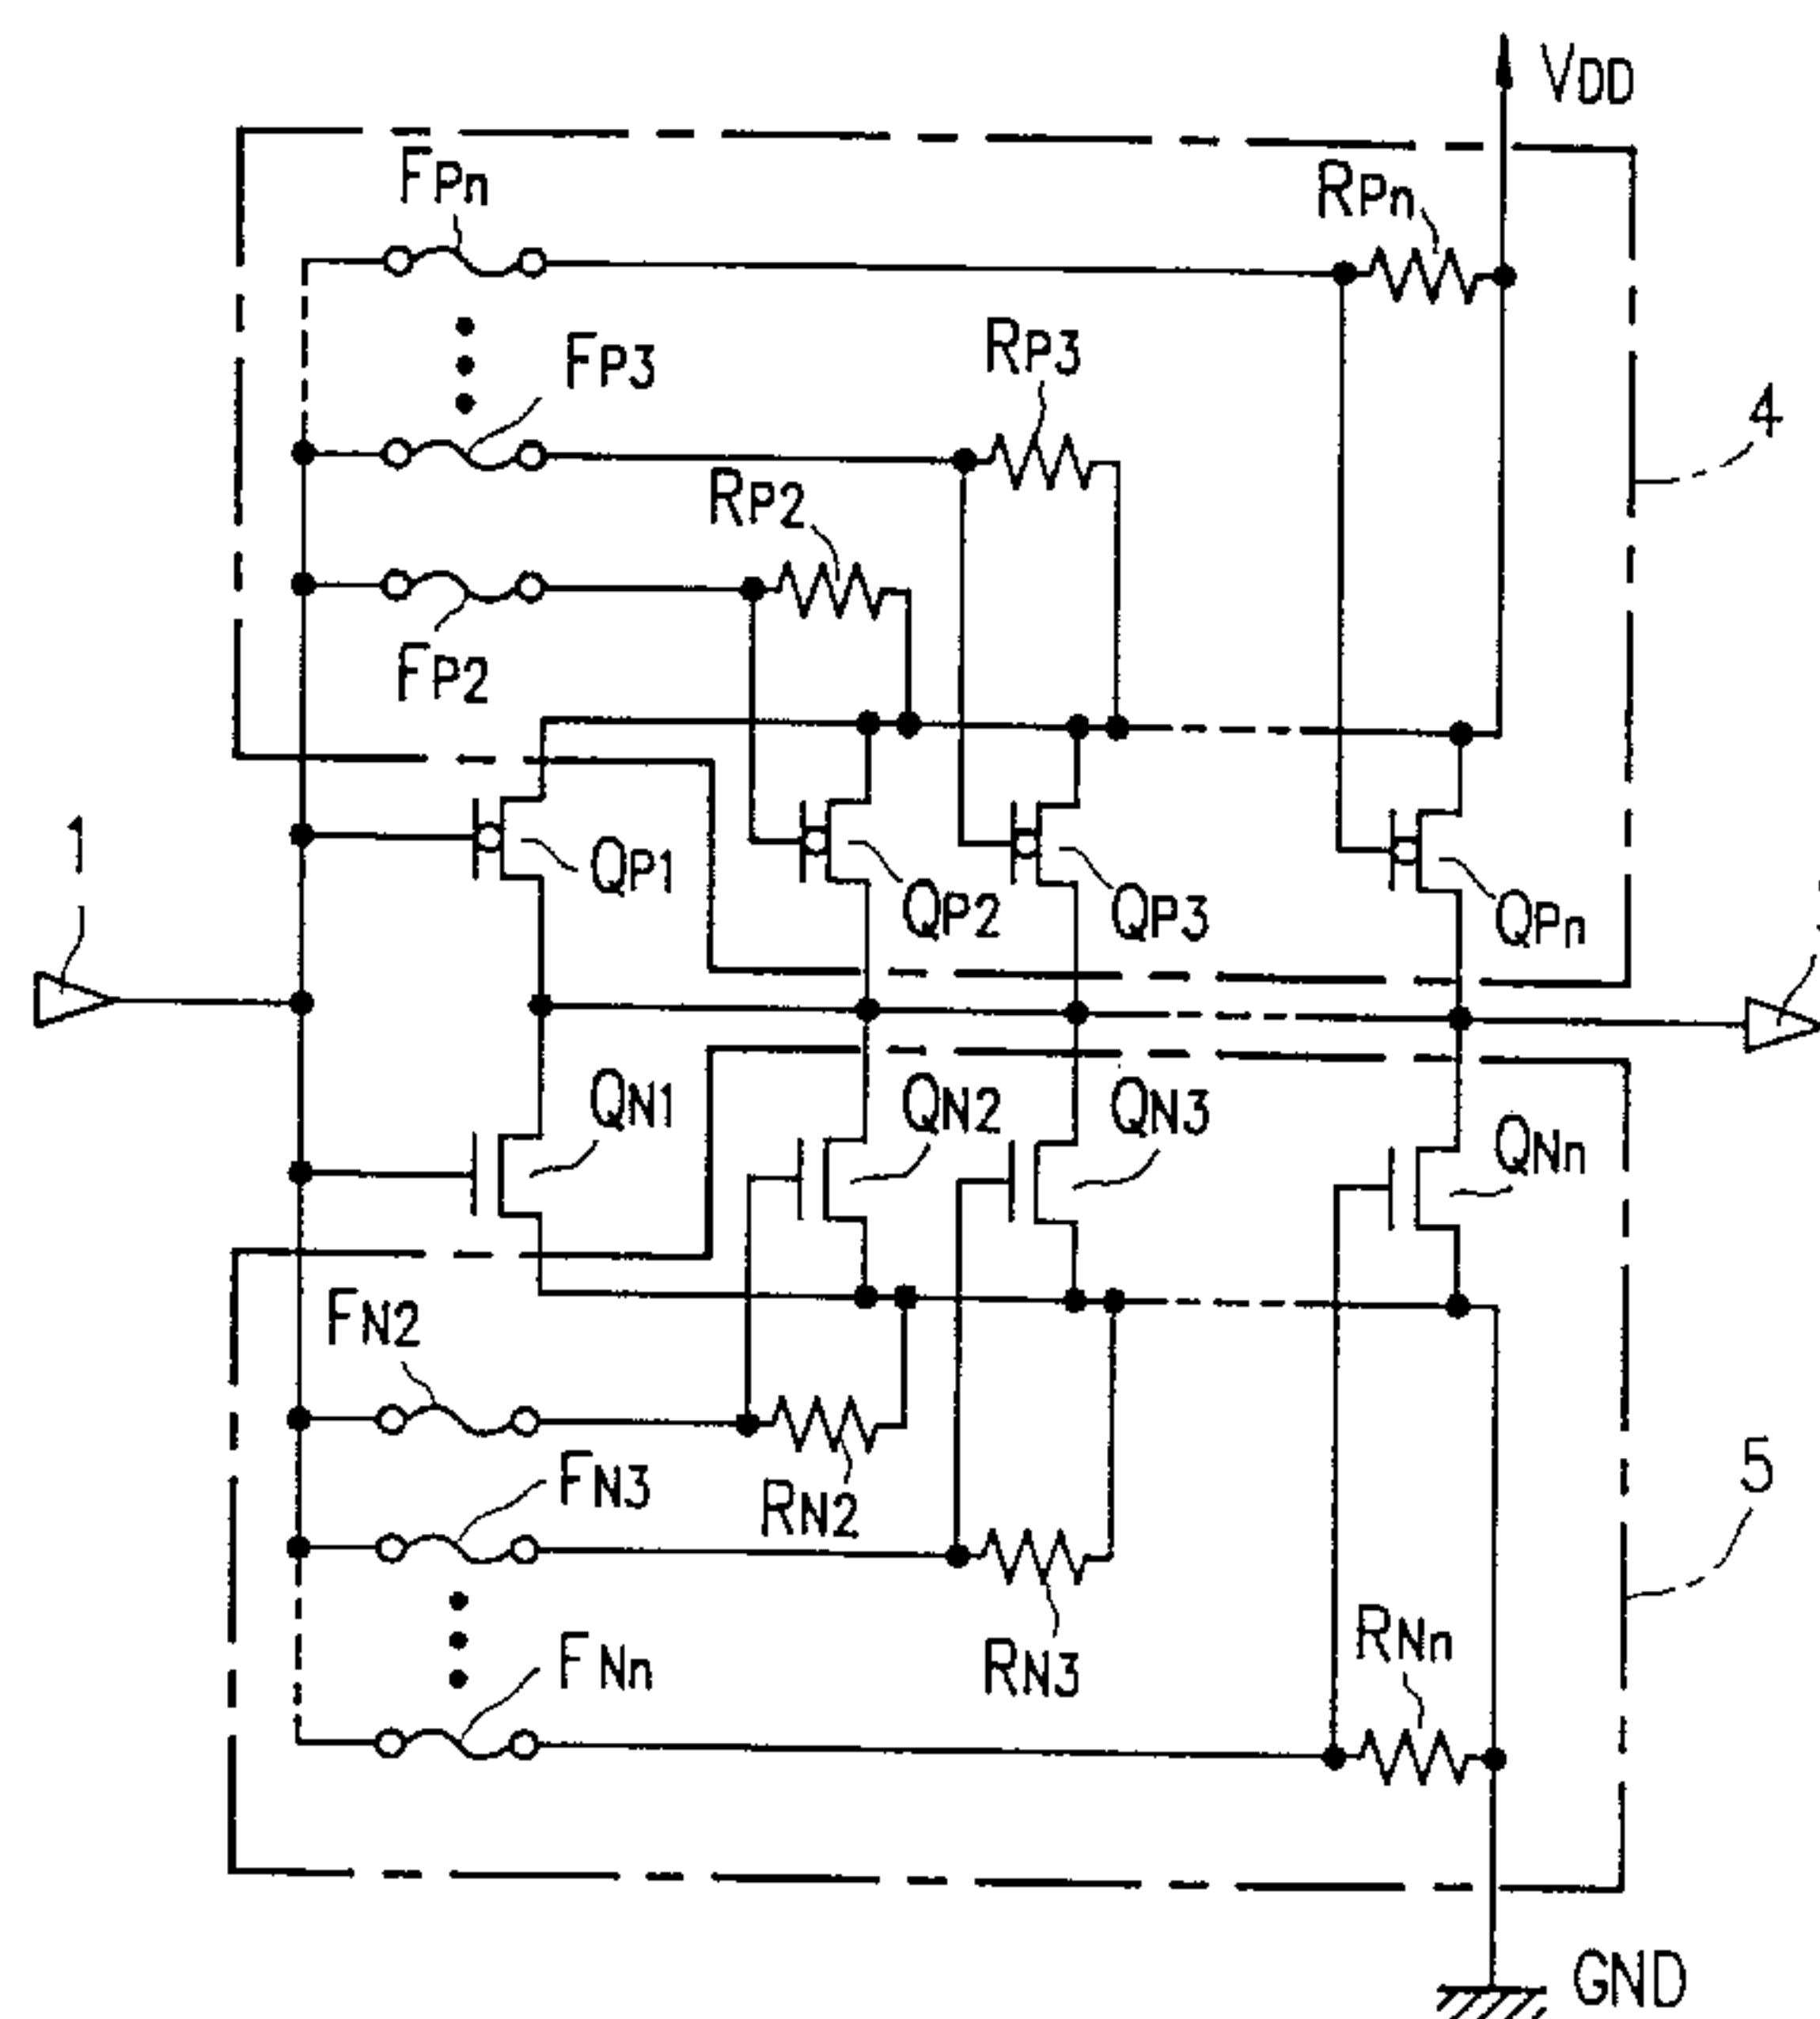 VDD
FPn
RPn
FP3
RP3
4
RP2
FP2
1
QP1
QP2
QP3
QPn
QN1
QN2
QN3
QNn
FN2
FN3
RN2
5
FNn
RN3
RNn
GND